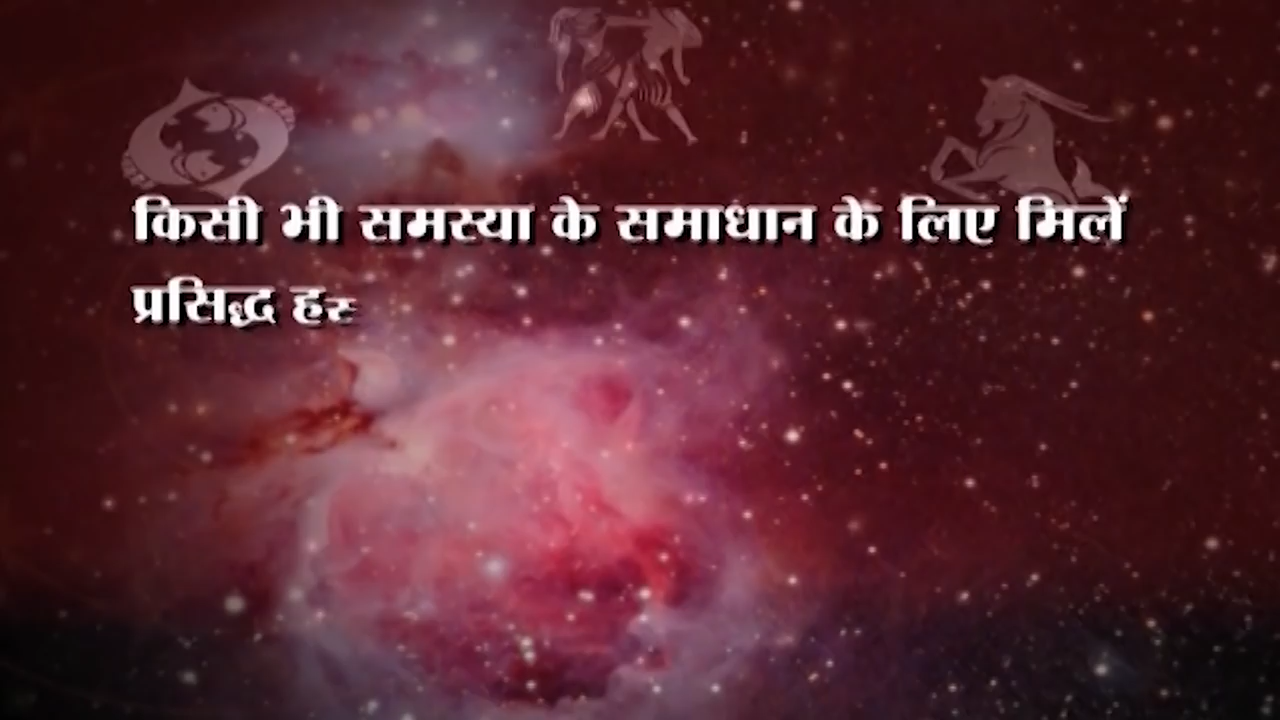 किसी भी समस्या के समाधान के लिए मिलें
प्रसिद्ध